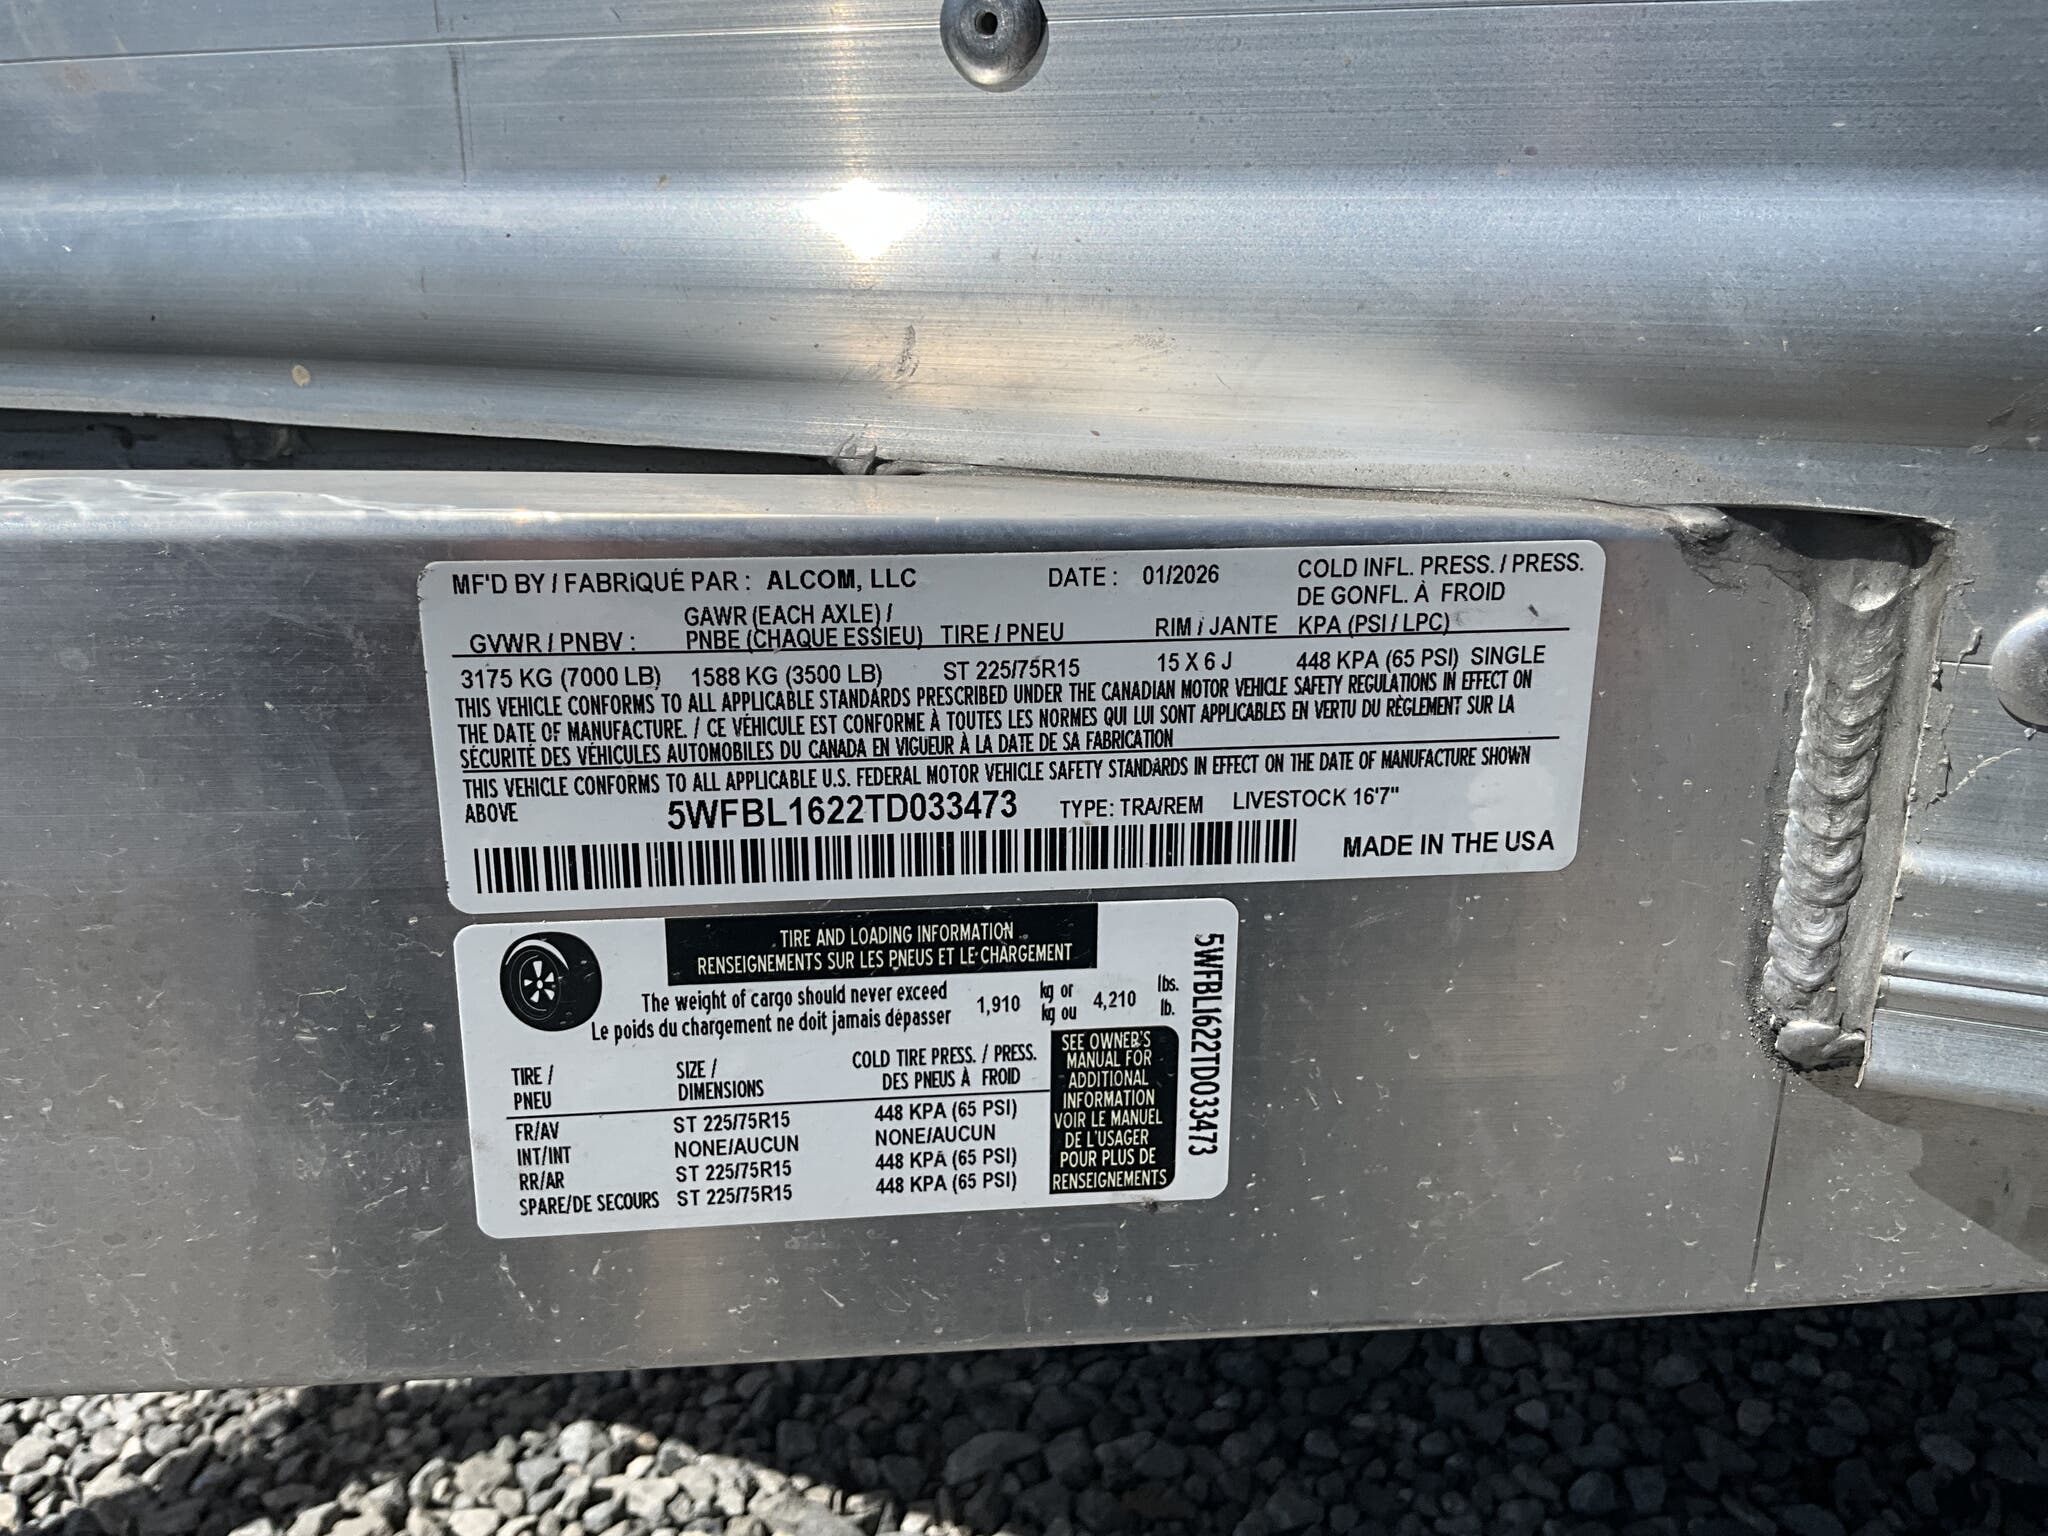 MF'D BY / FABRIQUÉ PAR : ALCOM, LLC DATE : 01/2026 COLD INFL. PRESS. / PRESS.
DE GONFL. À FROID
GAWR (EACH AXLE) /
GVWR / PNBV : PNBE (CHAQUE ESSIEU) TIRE / PNEU RIM / JANTE KPA (PSI / LPC)
3175 KG (7000 LB) 1588 KG (3500 LB) ST 225/75R15 15 X 6 J 448 KPA (65 PSI) SINGLE
THIS VEHICLE CONFORMS TO ALL APPLICABLE STANDARDS PRESCRIBED UNDER THE CANADIAN MOTOR VEHICLE SAFETY REGULATIONS IN EFFECT ON
THE DATE OF MANUFACTURE. / CE VÉHICULE EST CONFORME À TOUTES LES NORMES QUI LUI SONT APPLICABLES EN VERTU DU RÈGLEMENT SUR LA
SÉCURITÉ DES VÉHICULES AUTOMOBILES DU CANADA EN VIGUEUR À LA DATE DE SA FABRICATION
THIS VEHICLE CONFORMS TO ALL APPLICABLE U.S. FEDERAL MOTOR VEHICLE SAFETY STANDARDS IN EFFECT ON THE DATE OF MANUFACTURE SHOWN
ABOVE 5WFBL1622TD033473 TYPE: TRA/REM LIVESTOCK 16'7"
MADE IN THE USA
TIRE AND LOADING INFORMATION
RENSEIGNEMENTS SUR LES PNEUS ET LE CHARGEMENT
The weight of cargo should never exceed 1,910 kg or 4,210 lbs.
Le poids du chargement ne doit jamais dépasser kg ou lb.
TIRE / SIZE / COLD TIRE PRESS. / PRESS.
PNEU DIMENSIONS DES PNEUS À FROID
FR/AV ST 225/75R15 448 KPA (65 PSI)
INT/INT NONE/AUCUN NONE/AUCUN
RR/AR ST 225/75R15 448 KPA (65 PSI)
SPARE/DE SECOURS ST 225/75R15 448 KPA (65 PSI)
SEE OWNER'S
MANUAL FOR
ADDITIONAL
INFORMATION
VOIR LE MANUEL
DE L'USAGER
POUR PLUS DE
RENSEIGNEMENTS
5WFBL1622TD033473